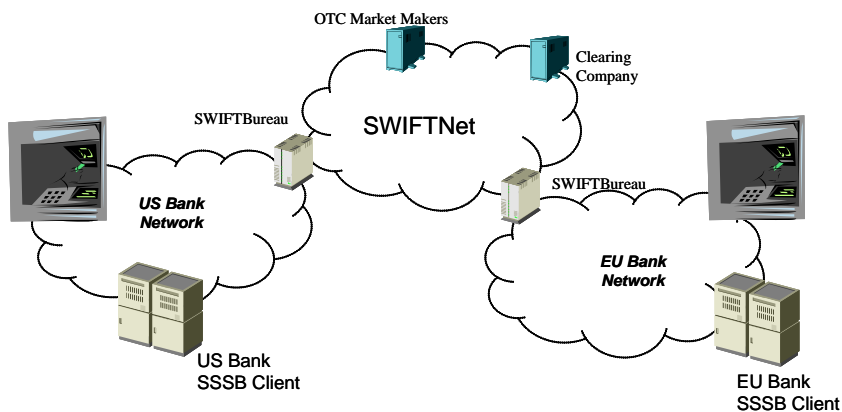 OTC Market Makers
Clearing
Company
SWIFTBureau
SWIFTNet
SWIFTBureau
US Bank
Network
EU Bank
Network
US Bank
SSSB Client
EU Bank
SSSB Client